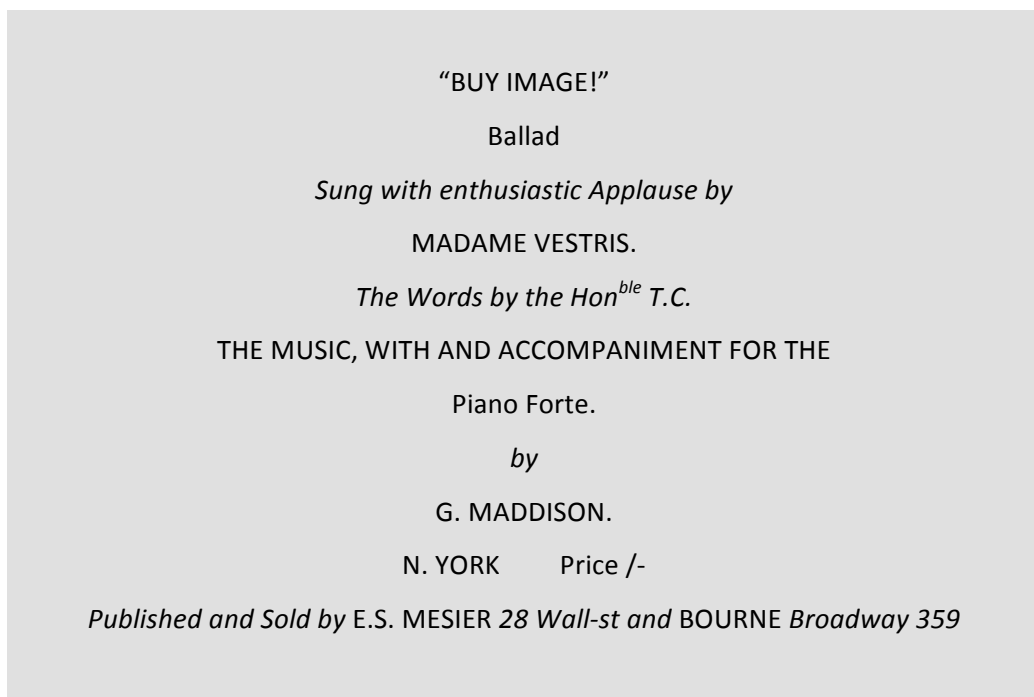 “BUY IMAGE!”
Ballad
Sung with enthusiastic Applause by
MADAME VESTRIS.
The Words by the Honble T.C.
THE MUSIC, WITH AND ACCOMPANIMENT FOR THE
Piano Forte.
by
G. MADDISON.
N. YORK Price /-
Published and Sold by E.S. MESIER 28 Wall-st and BOURNE Broadway 359